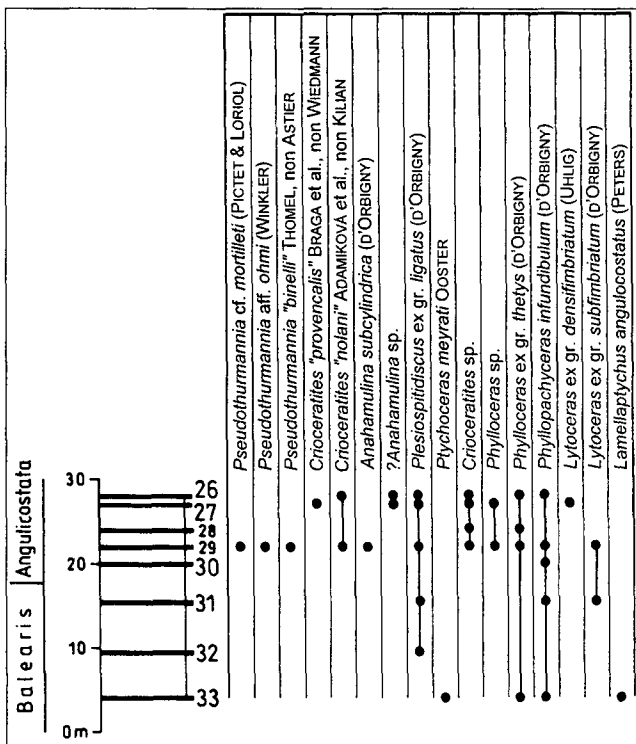 Pseudothurmannia cf. mortilleti (PICTET & LORIOL)
Pseudothurmannia aff. ohmi (WINKLER)
Pseudothurmannia "binelli" THOMEL, non ASTIER
Crioceratites "provencalis" BRAGA et al., non WIEDMANN
Crioceratites "nolani" ADAMIKOVÁ et al., non KILIAN
Anahamulina subcylindrica (D'ORBIGNY)
?Anahamulina sp.
Plesiospitidiscus ex gr. ligatus (D'ORBIGNY)
Ptychoceras meyrati OOSTER
Crioceratites sp.
Phylloceras sp.
Phylloceras ex gr. thetys (D'ORBIGNY)
Phyllopachyceras infundibulum (D'ORBIGNY)
Lytoceras ex gr. densifimbriatum (UHLIG)
Lytoceras ex gr. subfimbriatum (D'ORBIGNY)
Lamellaptychus angulocostatus (PETERS)
Angulicostata
Balearis
30
20
10
0m
26
27
28
29
30
31
32
33